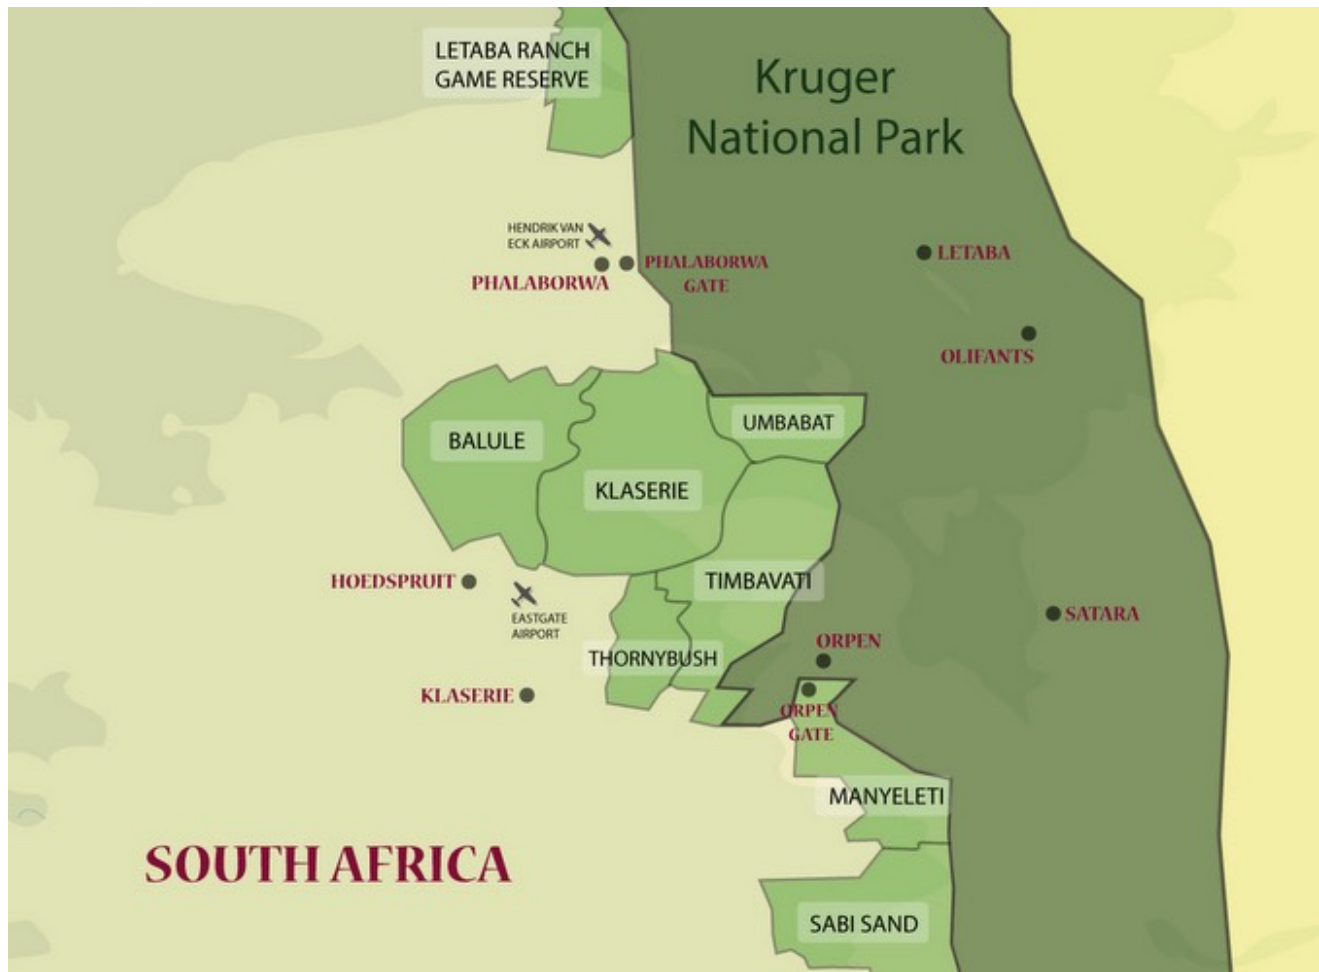 LETABA RANCH
GAME RESERVE
Kruger
National Park
HENDRIK VAN
ECK AIRPORT
PHALABORWA
PHALABORWA
GATE
LETABA
OLIFANTS
UMBABAT
BALULE
KLASERIE
HOEDSPRUIT
EASTGATE
AIRPORT
TIMBAVATI
SATARA
ORPEN
THORNYBUSH
KLASERIE
ORPEN
GATE
MANYELETI
SOUTH AFRICA
SABI SAND